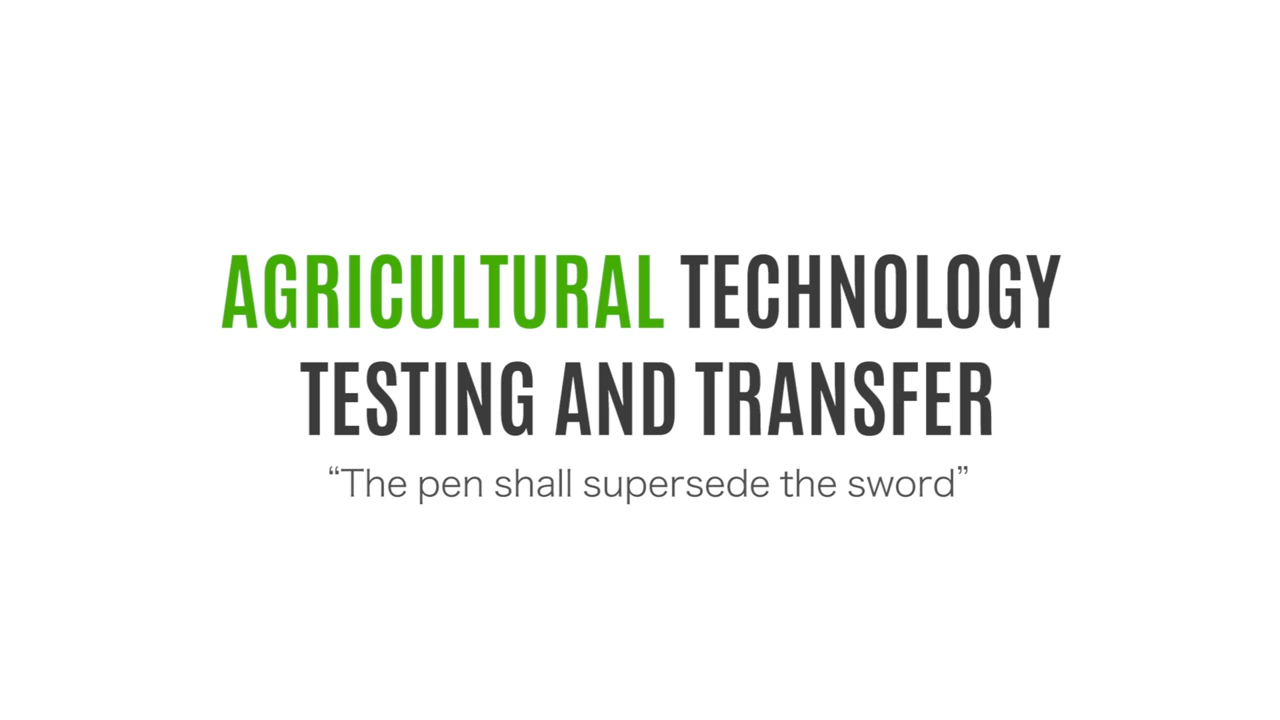 AGRICULTURAL TECHNOLOGY
TESTING AND TRANSFER
“The pen shall supersede the sword”